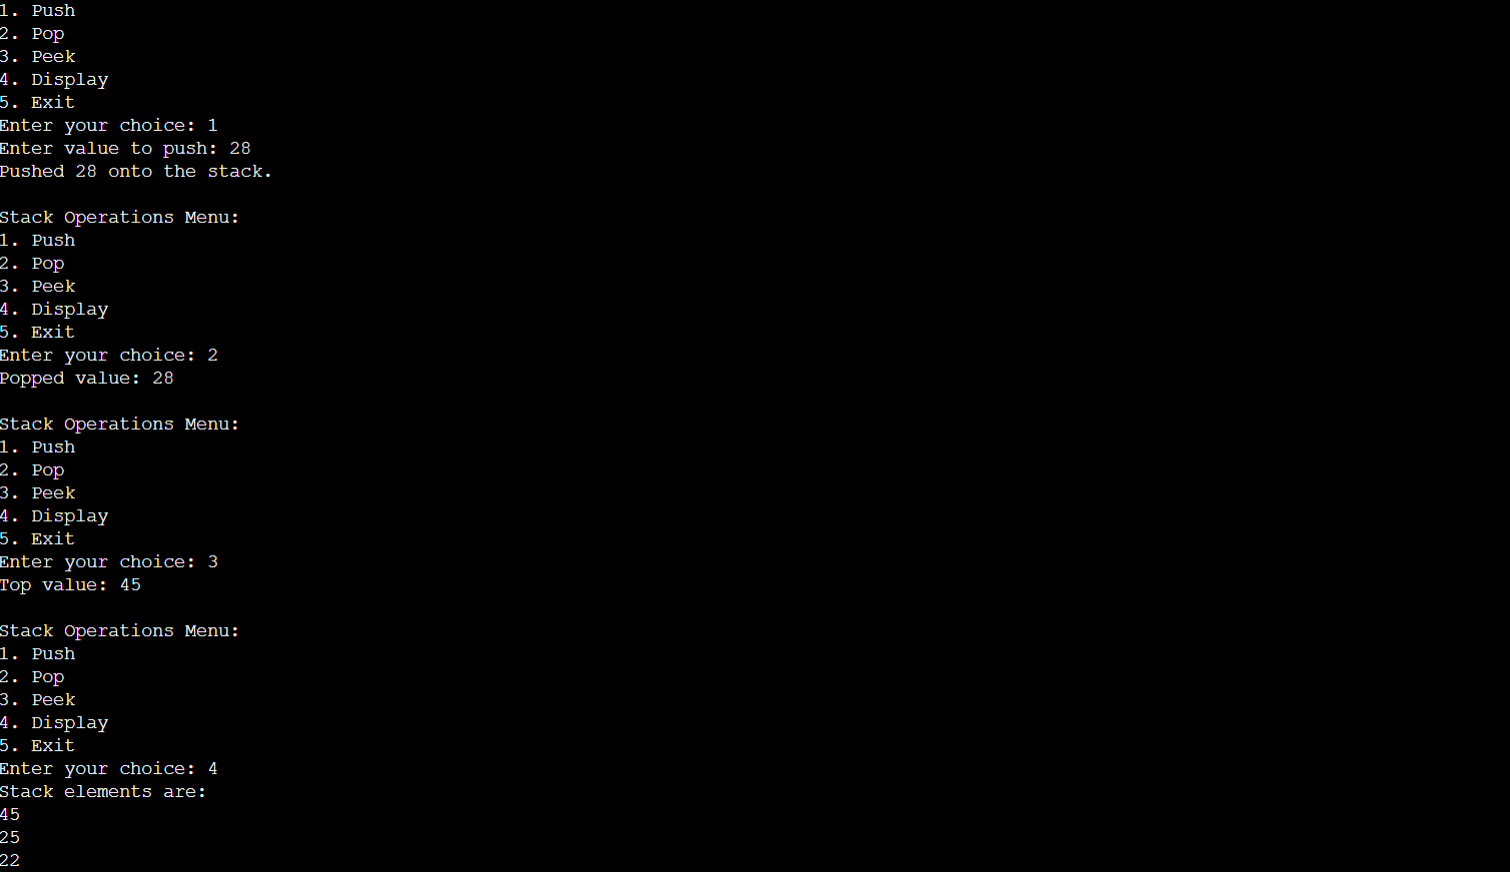 1. Push
2. Pop
3. Peek
4. Display
5. Exit
Enter your choice: 1
Enter value to push: 28
Pushed 28 onto the stack.
Stack Operations Menu:
1. Push
2. Pop
3. Peek
4. Display
5. Exit
Enter your choice: 2
Popped value: 28
Stack Operations Menu:
1. Push
2. Pop
3. Peek
4. Display
5. Exit
Enter your choice: 3
Top value: 45
Stack Operations Menu:
1. Push
2. Pop
3. Peek
4. Display
5. Exit
Enter your choice: 4
Stack elements are:
45
25
22